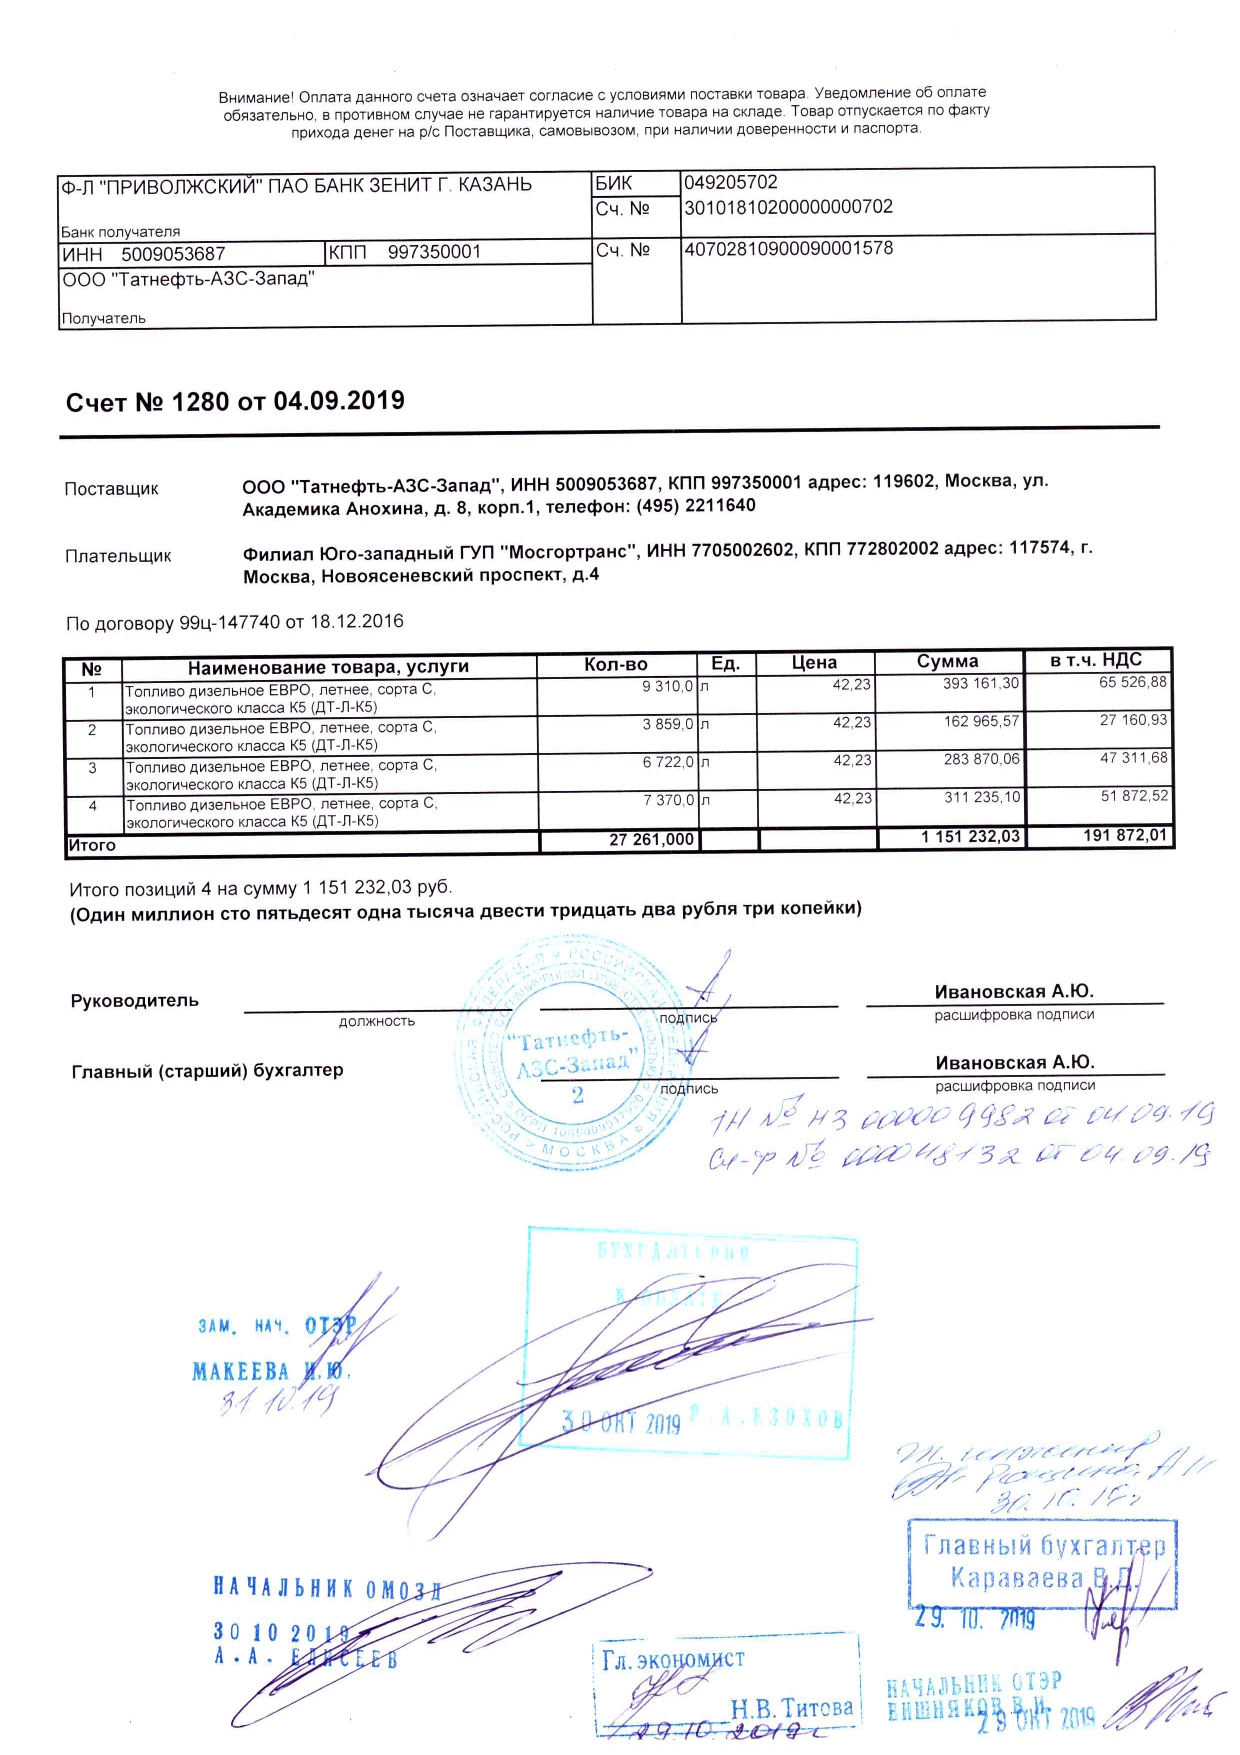 Внимание! Оплата данного счета означает согласие с условиями поставки товара. Уведомление об оплате
обязательно, в противном случае не гарантируется наличие товара на складе. Товар отпускается по факту
прихода денег на р/с Поставщика, самовывозом, при наличии доверенности и паспорта.
Ф-Л "ПРИВОЛЖСКИЙ" ПАО БАНК ЗЕНИТ Г. КАЗАНЬ БИК 049205702
Сч. № 30101810200000000702
Банк получателя
ИНН 5009053687 КПП 997350001 Сч. № 40702810900090001578
ООО "Татнефть-АЗС-Запад"
Получатель
Счет № 1280 от 04.09.2019
Поставщик ООО "Татнефть-АЗС-Запад", ИНН 5009053687, КПП 997350001 адрес: 119602, Москва, ул.
Академика Анохина, д. 8, корп.1, телефон: (495) 2211640
Плательщик Филиал Юго-западный ГУП "Мосгортранс", ИНН 7705002602, КПП 772802002 адрес: 117574, г.
Москва, Новоясеневский проспект, д.4
По договору 99ц-147740 от 18.12.2016
№ Наименование товара, услуги Кол-во Ед. Цена Сумма в т.ч. НДС
1 Топливо дизельное ЕВРО, летнее, сорта С, 9 310,0 л 42,23 393 161,30 65 526,88
экологического класса К5 (ДТ-Л-К5)
2 Топливо дизельное ЕВРО, летнее, сорта С, 3 859,0 л 42,23 162 965,57 27 160,93
экологического класса К5 (ДТ-Л-К5)
3 Топливо дизельное ЕВРО, летнее, сорта С, 6 722,0 л 42,23 283 870,06 47 311,68
экологического класса К5 (ДТ-Л-К5)
4 Топливо дизельное ЕВРО, летнее, сорта С, 7 370,0 л 42,23 311 235,10 51 872,52
экологического класса К5 (ДТ-Л-К5)
Итого 27 261,000 1 151 232,03 191 872,01
Итого позиций 4 на сумму 1 151 232,03 руб.
(Один миллион сто пятьдесят одна тысяча двести тридцать два рубля три копейки)
Руководитель Ивановская А.Ю.
должность подпись расшифровка подписи
"Татнефть-
АЗС-Запад"
2
МОСКВА
Главный (старший) бухгалтер Ивановская А.Ю.
подпись расшифровка подписи
ТН № НЗ 000009982 от 04.09.19
сч-ф № 000048132 от 04.09.19
БУХГАЛТЕРИЯ
К ОПЛАТЕ
30 ОКТ 2019
ЗАМ. НАЧ. ОТЭР
МАКЕЕВА И.Ю.
31.10.19
30.10.19г
Главный бухгалтер
Караваева В.Д.
29. 10. 2019
НАЧАЛЬНИК ОМОЗД
30 10 2019
А.А. ЕЛИСЕЕВ
Гл. экономист
Н.В.Титова
29.10.2019г
НАЧАЛЬНИК ОТЭР
ВИШНЯКОВ В.И.
29 ОКТ 2019